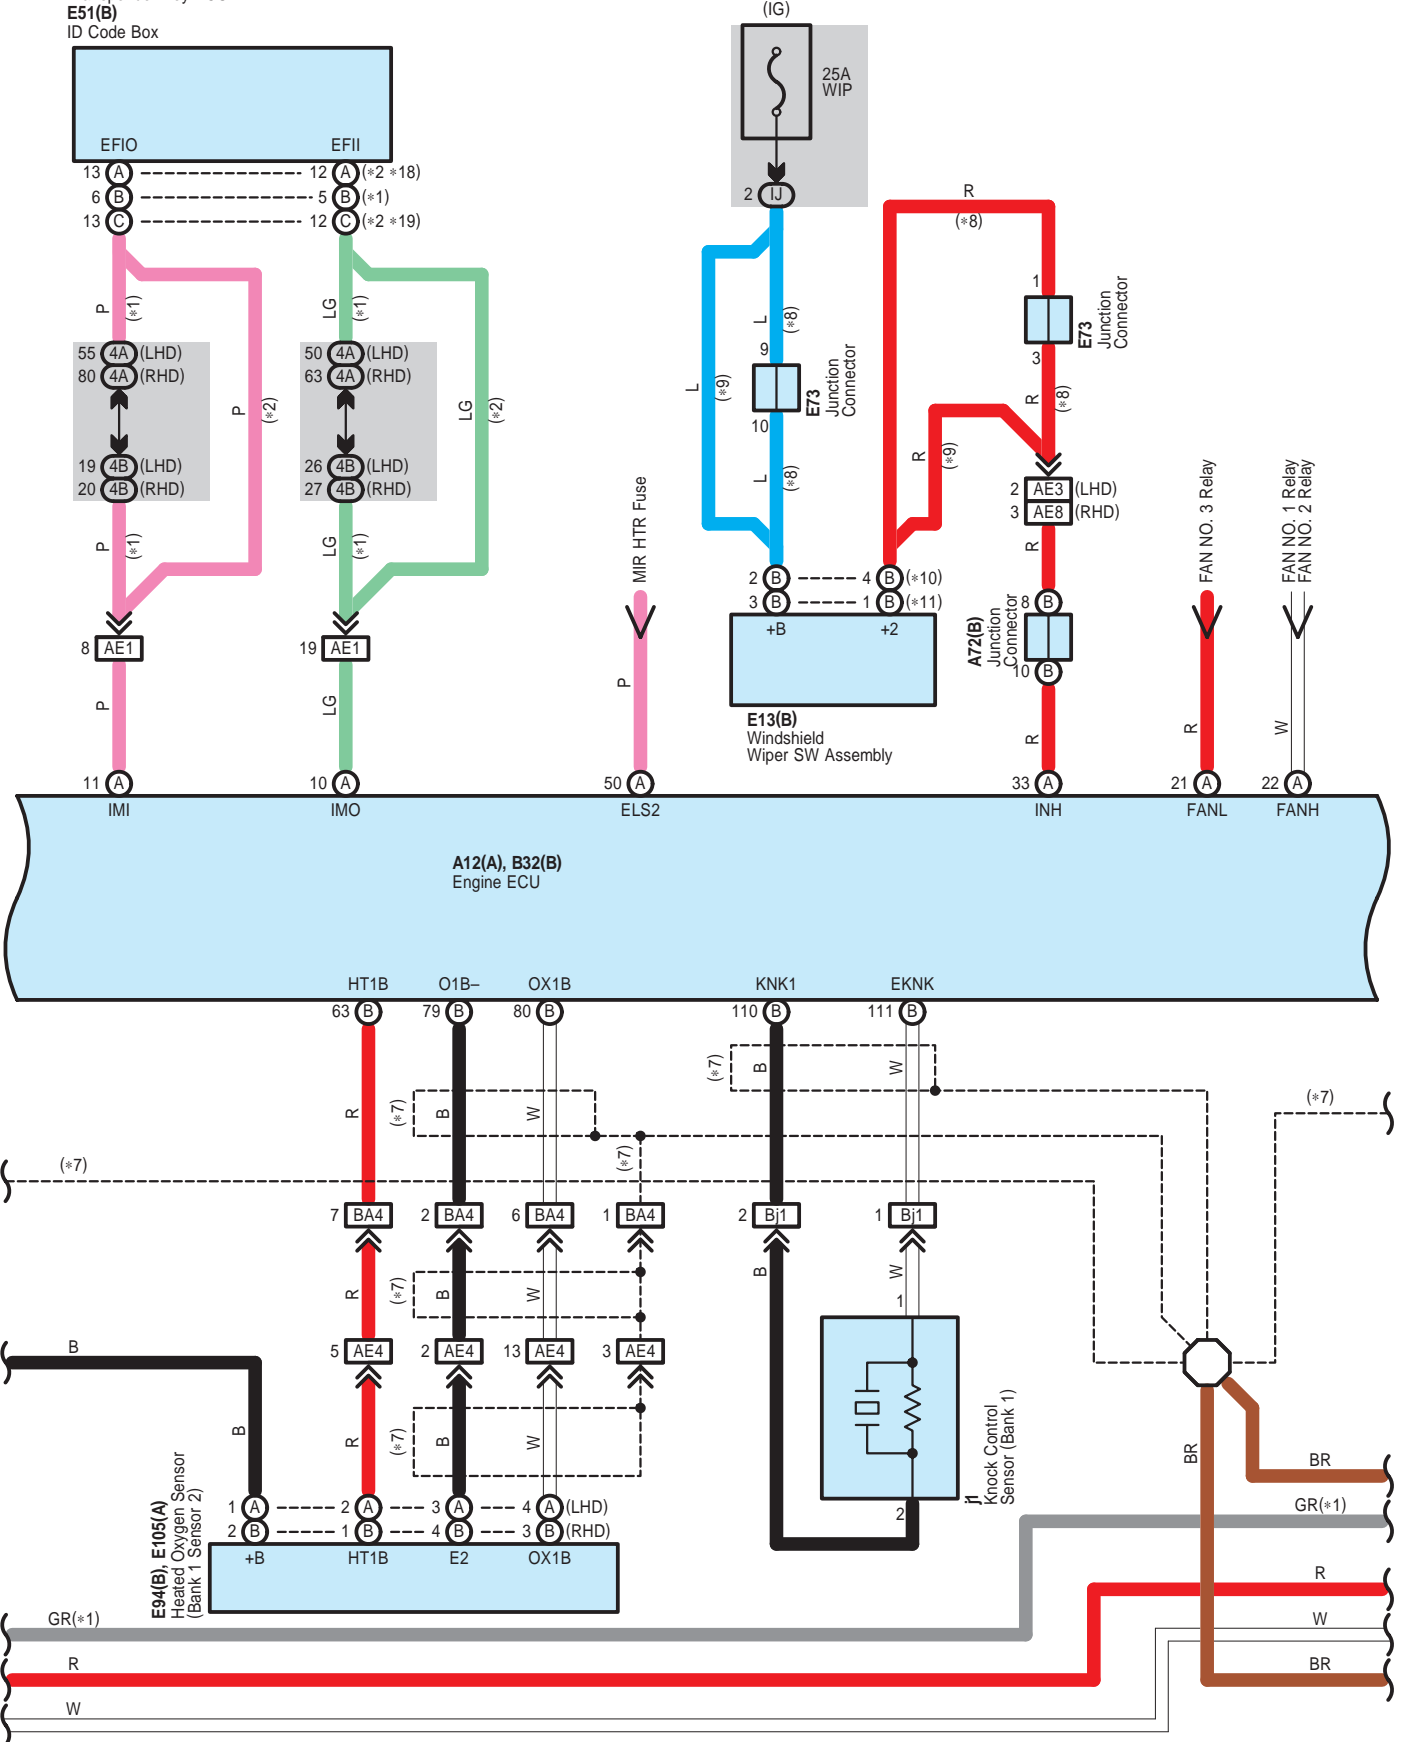 E51(B)
ID Code Box
(IG)
25A
WIP
EFIO
EFII
13 A
12 A (*2 *18)
6 B
5 B (*1)
13 C
12 C (*2 *19)
2 IJ
R
(*8)
P
(*1)
LG
(*1)
L
(*8)
1
E73
Junction
Connector
3
55 4A (LHD)
80 4A (RHD)
50 4A (LHD)
63 4A (RHD)
9
E73
Junction
Connector
10
P
(*2)
LG
(*2)
L
(*9)
R
(*8)
R
(*9)
19 4B (LHD)
20 4B (RHD)
26 4B (LHD)
27 4B (RHD)
L
(*8)
2 AE3 (LHD)
3 AE8 (RHD)
P
(*1)
LG
(*1)
MIR HTR Fuse
R
FAN NO. 3 Relay
FAN NO. 1 Relay
FAN NO. 2 Relay
2 B
4 B (*10)
3 B
1 B (*11)
+B
+2
8 B
A72(B)
Junction
Connector
10 B
8 AE1
19 AE1
P
LG
P
E13(B)
Windshield
Wiper SW Assembly
R
R
W
11 A
10 A
50 A
33 A
21 A
22 A
IMI
IMO
ELS2
INH
FANL
FANH
A12(A), B32(B)
Engine ECU
HT1B
O1B–
OX1B
KNK1
EKNK
63 B
79 B
80 B
110 B
111 B
(*7)
B
W
R
(*7)
B
W
(*7)
(*7)
(*7)
7 BA4
2 BA4
6 BA4
1 BA4
2 Bj1
1 Bj1
R
(*7)
B
W
B
W
1
B
5 AE4
2 AE4
13 AE4
3 AE4
j1
Knock Control
Sensor (Bank 1)
2
B
R
(*7)
B
W
BR
BR
GR(*1)
E94(B), E105(A)
Heated Oxygen Sensor
(Bank 1 Sensor 2)
1 A
2 A
3 A
4 A (LHD)
2 B
1 B
4 B
3 B (RHD)
+B
HT1B
E2
OX1B
R
GR(*1)
W
R
BR
W